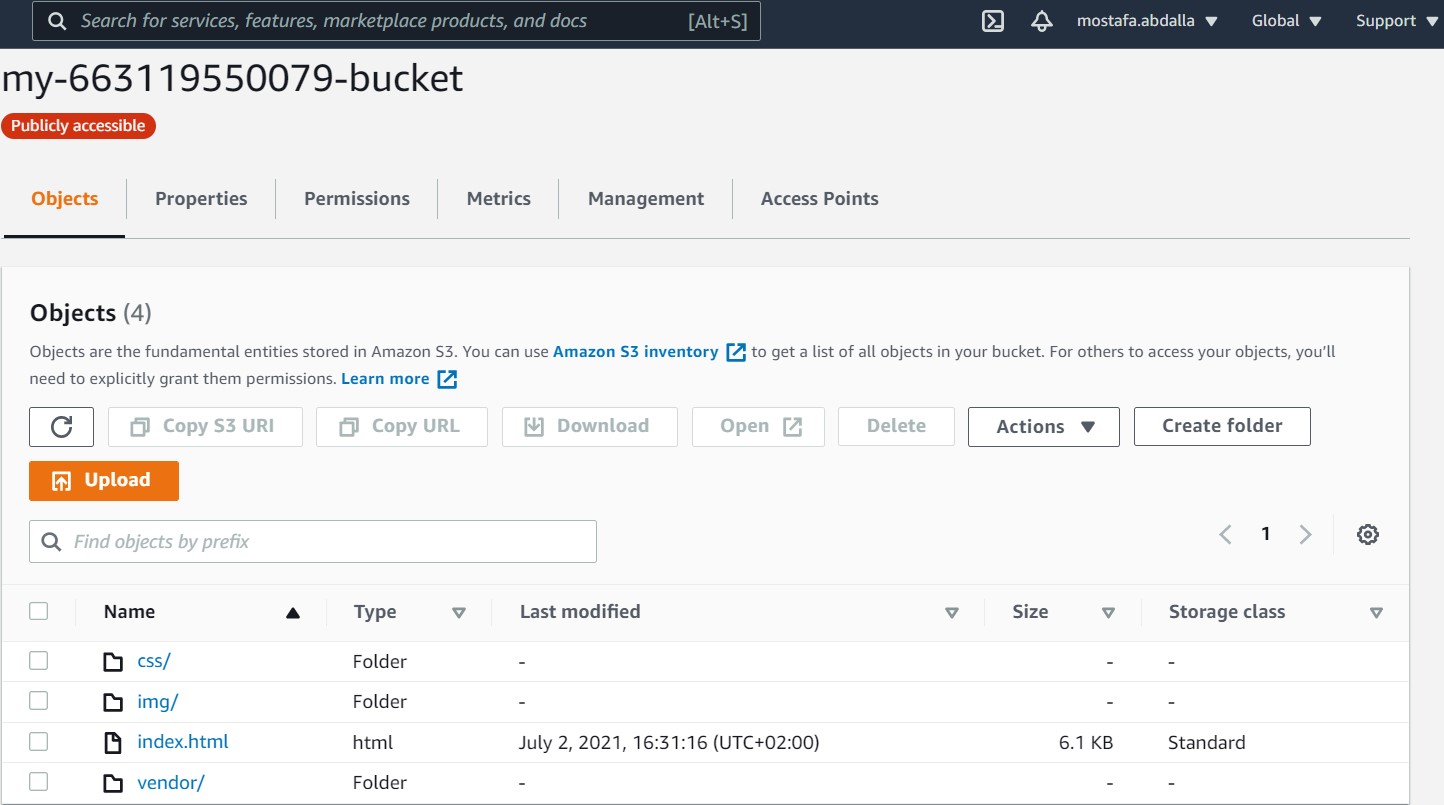 Search for services, features, marketplace products, and docs [Alt+S] mostafa.abdalla Global Support
my-663119550079-bucket
Publicly accessible
Objects Properties Permissions Metrics Management Access Points
Objects (4)
Objects are the fundamental entities stored in Amazon S3. You can use Amazon S3 inventory to get a list of all objects in your bucket. For others to access your objects, you'll
need to explicitly grant them permissions. Learn more
Copy S3 URI Copy URL Download Open Delete Actions Create folder
Upload
Find objects by prefix 1
Name Type Last modified Size Storage class
css/ Folder - - -
img/ Folder - - -
index.html html July 2, 2021, 16:31:16 (UTC+02:00) 6.1 KB Standard
vendor/ Folder - - -